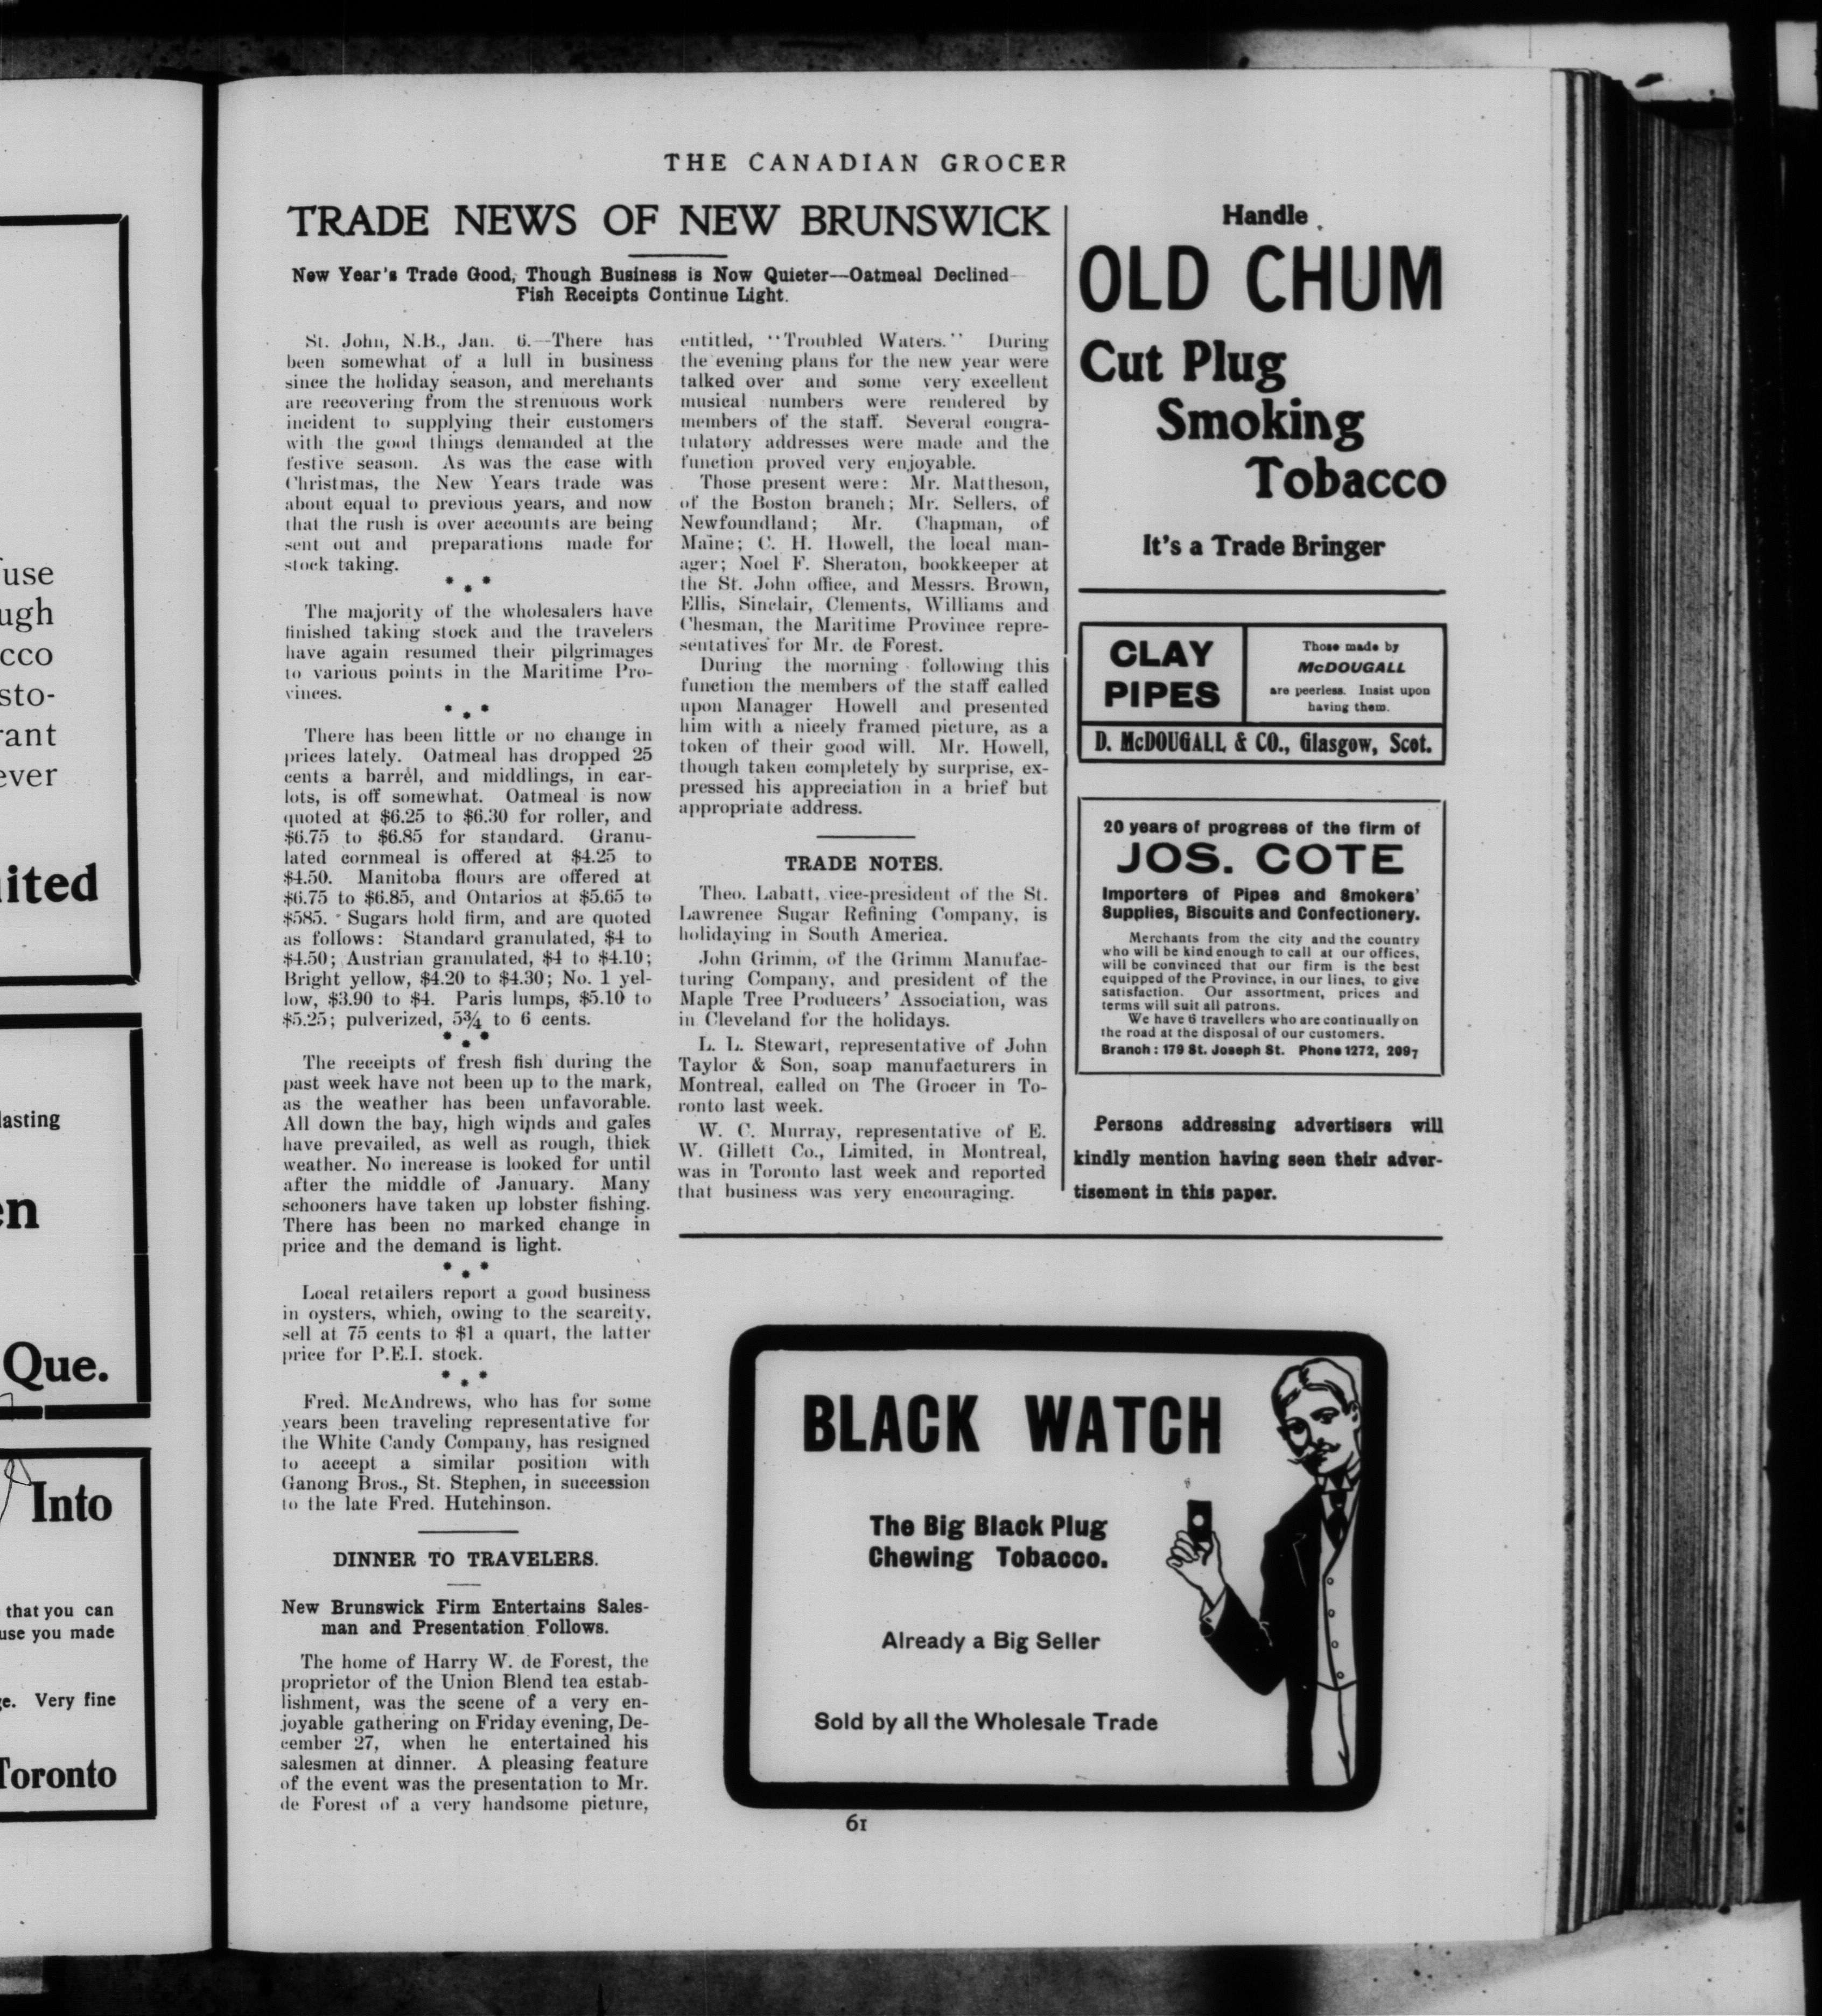 fuse
ugh
cco
sto-
rant
ever
ited
lasting
en
Que.
Into
that you can
use you made
ge. Very fine
Toronto
THE CANADIAN GROCER
TRADE NEWS OF NEW BRUNSWICK
New Year's Trade Good, Though Business is Now Quieter—Oatmeal Declined—
Fish Receipts Continue Light.
St. John, N.B., Jan. 6.—There has
been somewhat of a lull in business
since the holiday season, and merchants
are recovering from the strenuous work
incident to supplying their customers
with the good things demanded at the
festive season. As was the case with
Christmas, the New Years trade was
about equal to previous years, and now
that the rush is over accounts are being
sent out and preparations made for
stock taking.
* * *
The majority of the wholesalers have
finished taking stock and the travelers
have again resumed their pilgrimages
to various points in the Maritime Pro-
vinces.
* * *
There has been little or no change in
prices lately. Oatmeal has dropped 25
cents a barrel, and middlings, in car-
lots, is off somewhat. Oatmeal is now
quoted at $6.25 to $6.30 for roller, and
$6.75 to $6.85 for standard. Granu-
lated cornmeal is offered at $4.25 to
$4.50. Manitoba flours are offered at
$6.75 to $6.85, and Ontarios at $5.65 to
$585. Sugars hold firm, and are quoted
as follows: Standard granulated, $4 to
$4.50; Austrian granulated, $4 to $4.10;
Bright yellow, $4.20 to $4.30; No. 1 yel-
low, $3.90 to $4. Paris lumps, $5.10 to
$5.25; pulverized, 5¾ to 6 cents.
* * *
The receipts of fresh fish during the
past week have not been up to the mark,
as the weather has been unfavorable.
All down the bay, high winds and gales
have prevailed, as well as rough, thick
weather. No increase is looked for until
after the middle of January. Many
schooners have taken up lobster fishing.
There has been no marked change in
price and the demand is light.
* * *
Local retailers report a good business
in oysters, which, owing to the scarcity,
sell at 75 cents to $1 a quart, the latter
price for P.E.I. stock.
* * *
Fred. McAndrews, who has for some
years been traveling representative for
the White Candy Company, has resigned
to accept a similar position with
Ganong Bros., St. Stephen, in succession
to the late Fred. Hutchinson.
DINNER TO TRAVELERS.
New Brunswick Firm Entertains Sales-
man and Presentation Follows.
The home of Harry W. de Forest, the
proprietor of the Union Blend tea estab-
lishment, was the scene of a very en-
joyable gathering on Friday evening, De-
cember 27, when he entertained his
salesmen at dinner. A pleasing feature
of the event was the presentation to Mr.
de Forest of a very handsome picture,
entitled, "Troubled Waters." During
the evening plans for the new year were
talked over and some very excellent
musical numbers were rendered by
members of the staff. Several congra-
tulatory addresses were made and the
function proved very enjoyable.
Those present were: Mr. Mattheson,
of the Boston branch; Mr. Sellers, of
Newfoundland; Mr. Chapman, of
Maine; C. H. Howell, the local man-
ager; Noel F. Sheraton, bookkeeper at
the St. John office, and Messrs. Brown,
Ellis, Sinclair, Clements, Williams and
Chesman, the Maritime Province repre-
sentatives for Mr. de Forest.
During the morning following this
function the members of the staff called
upon Manager Howell and presented
him with a nicely framed picture, as a
token of their good will. Mr. Howell,
though taken completely by surprise, ex-
pressed his appreciation in a brief but
appropriate address.
TRADE NOTES.
Theo. Labatt, vice-president of the St.
Lawrence Sugar Refining Company, is
holidaying in South America.
John Grimm, of the Grimm Manufac-
turing Company, and president of the
Maple Tree Producers' Association, was
in Cleveland for the holidays.
L. L. Stewart, representative of John
Taylor & Son, soap manufacturers in
Montreal, called on The Grocer in To-
ronto last week.
W. C. Murray, representative of E.
W. Gillett Co., Limited, in Montreal,
was in Toronto last week and reported
that business was very encouraging.
Handle
OLD CHUM
Cut Plug
Smoking
Tobacco
It's a Trade Bringer
CLAY
PIPES
Those made by
McDOUGALL
are peerless. Insist upon
having them.
D. McDOUGALL & CO., Glasgow, Scot.
20 years of progress of the firm of
JOS. COTE
Importers of Pipes and Smokers'
Supplies, Biscuits and Confectionery.
Merchants from the city and the country
who will be kind enough to call at our offices,
will be convinced that our firm is the best
equipped of the Province, in our lines, to give
satisfaction. Our assortment, prices and
terms will suit all patrons.
We have 6 travellers who are continually on
the road at the disposal of our customers.
Branch: 179 St. Joseph St. Phone 1272, 2097
Persons addressing advertisers will
kindly mention having seen their adver-
tisement in this paper.
BLACK WATCH
The Big Black Plug
Chewing Tobacco.
Already a Big Seller
Sold by all the Wholesale Trade
61